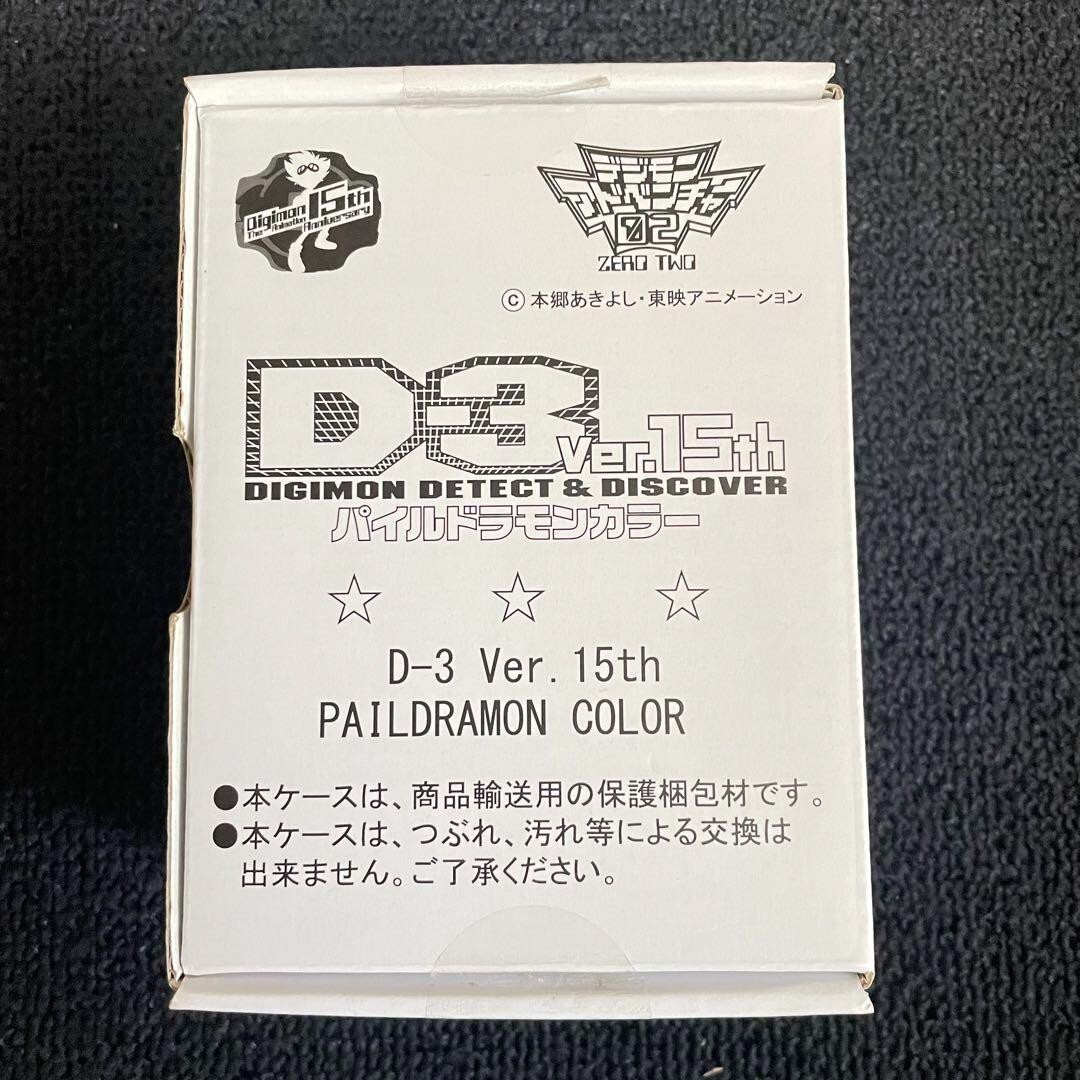 Digimon 15th
The Animation Anniversary
デジモン
アドベンチャー
02
ZERO TWO
Ⓒ本郷あきよし・東映アニメーション
D-3 Ver.15th
DIGIMON DETECT & DISCOVER
パイルドラモンカラー
☆ ☆ ☆
D-3 Ver.15th
PAILDRAMON COLOR
●本ケースは、商品輸送用の保護梱包材です。
●本ケースは、つぶれ、汚れ等による交換は
出来ません。ご了承ください。